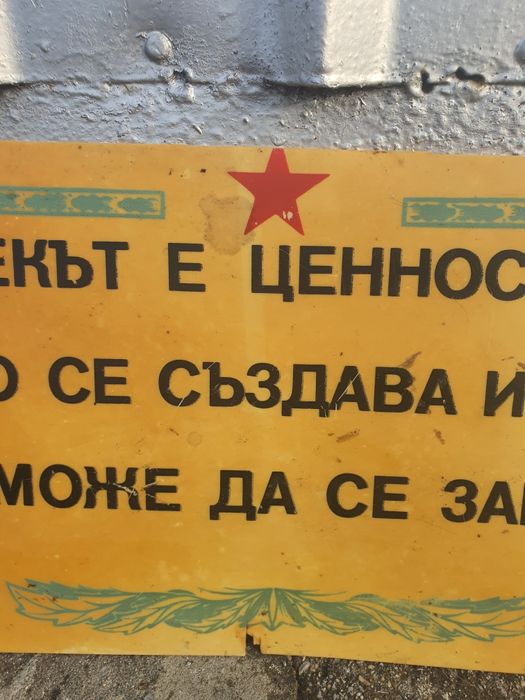 ЕКЪТ Е ЦЕННОС
О СЕ СЪЗДАВА И
МОЖЕ ДА СЕ ЗА